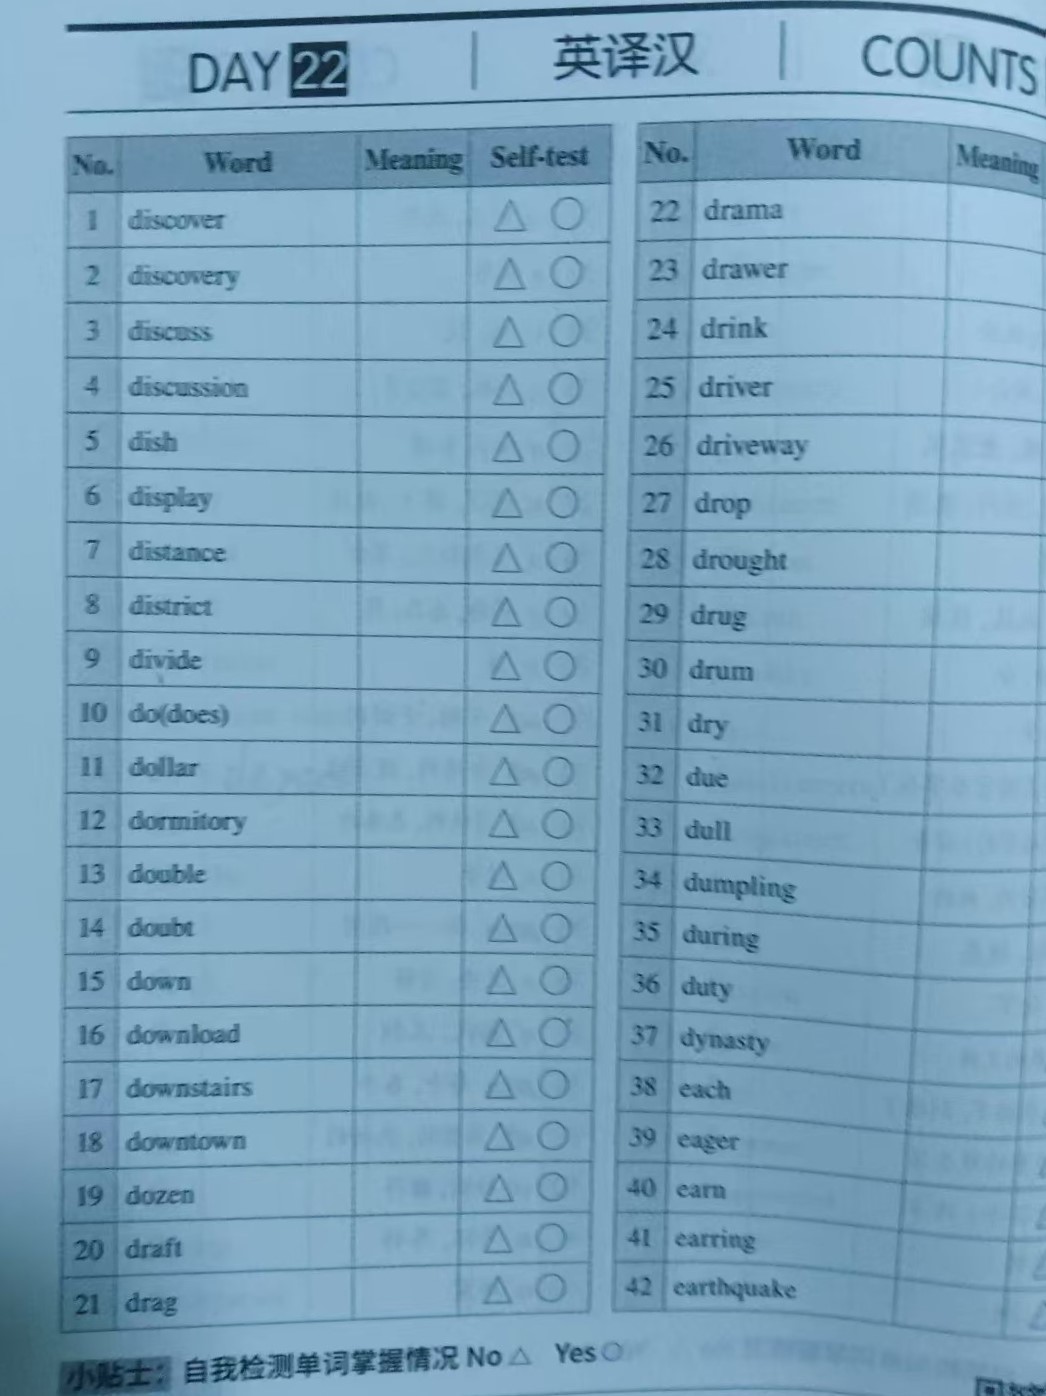 DAY 22 | 英译汉 | COUNTS
No. Word Meaning Self-test
1 discover △ ○
2 discovery △ ○
3 discuss △ ○
4 discussion △ ○
5 dish △ ○
6 display △ ○
7 distance △ ○
8 district △ ○
9 divide △ ○
10 do(does) △ ○
11 dollar △ ○
12 dormitory △ ○
13 double △ ○
14 doubt △ ○
15 down △ ○
16 download △ ○
17 downstairs △ ○
18 downtown △ ○
19 dozen △ ○
20 draft △ ○
21 drag △ ○
No. Word Meaning
22 drama
23 drawer
24 drink
25 driver
26 driveway
27 drop
28 drought
29 drug
30 drum
31 dry
32 due
33 dull
34 dumpling
35 during
36 duty
37 dynasty
38 each
39 eager
40 earn
41 earring
42 earthquake
小贴士：自我检测单词掌握情况 No △ Yes ○